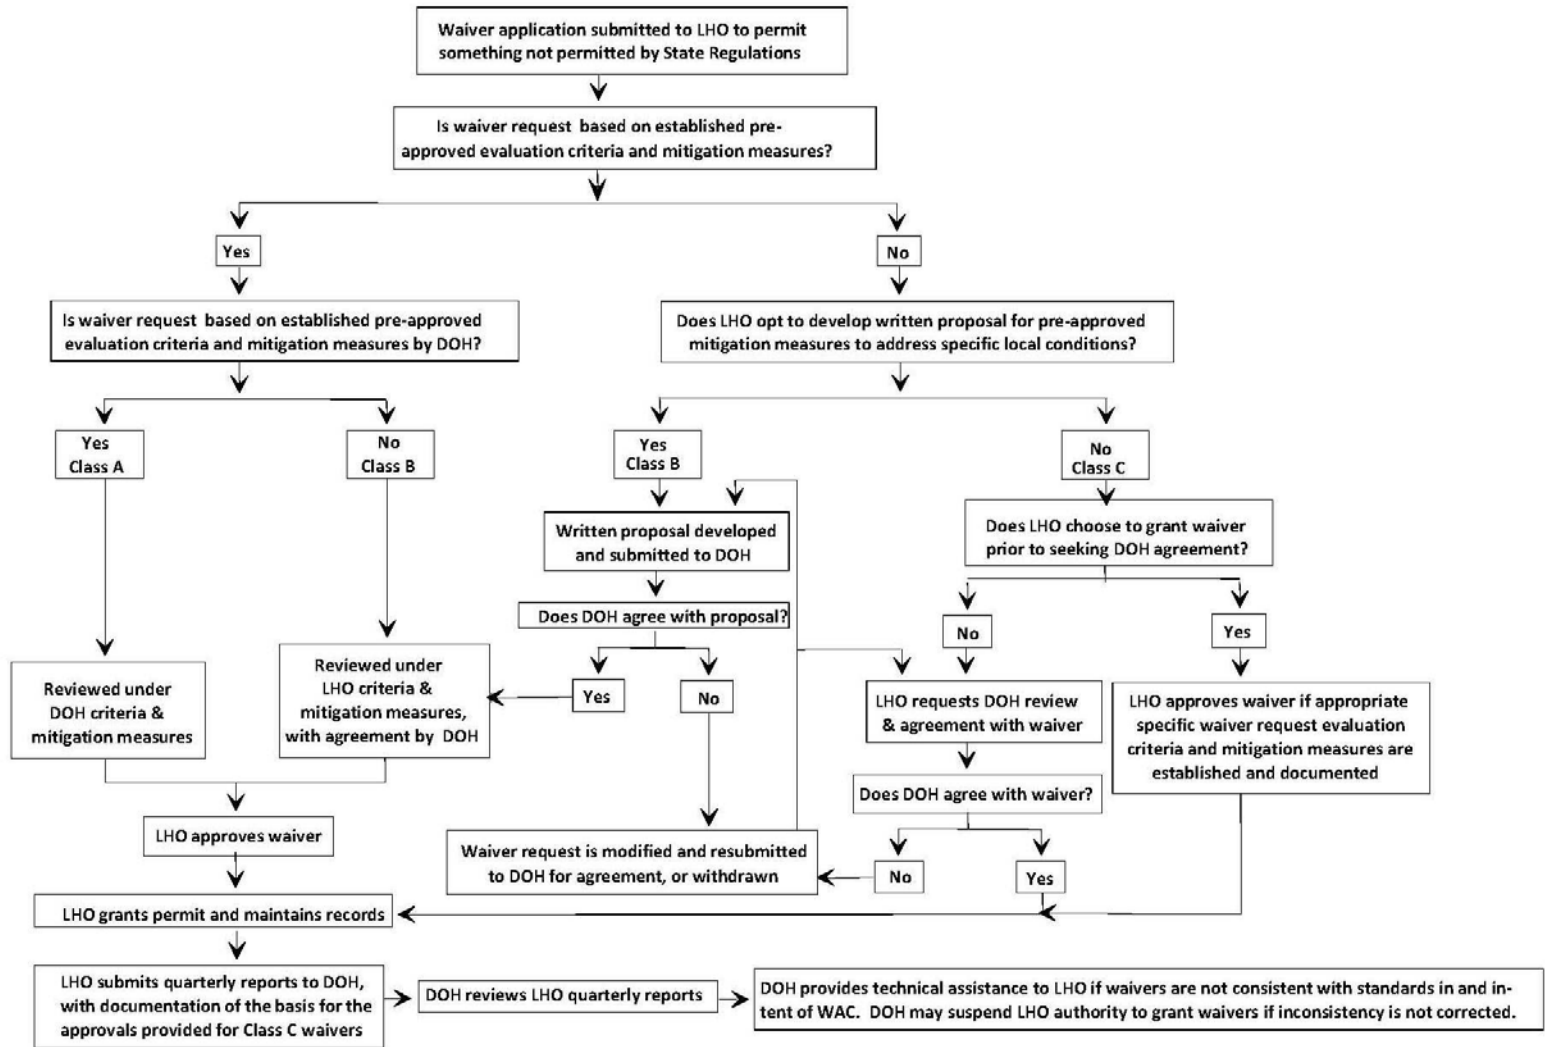 Waiver application submitted to LHO to permit
something not permitted by State Regulations
Is waiver request based on established pre-
approved evaluation criteria and mitigation measures?
Yes
No
Is waiver request based on established pre-approved
evaluation criteria and mitigation measures by DOH?
Does LHO opt to develop written proposal for pre-approved
mitigation measures to address specific local conditions?
Yes
Class A
No
Class B
Yes
Class B
No
Class C
Written proposal developed
and submitted to DOH
Does LHO choose to grant waiver
prior to seeking DOH agreement?
Does DOH agree with proposal?
No
Yes
Reviewed under
DOH criteria &
mitigation measures
Reviewed under
LHO criteria &
mitigation measures,
with agreement by DOH
Yes
No
LHO requests DOH review
& agreement with waiver
LHO approves waiver if appropriate
specific waiver request evaluation
criteria and mitigation measures are
established and documented
Does DOH agree with waiver?
LHO approves waiver
Waiver request is modified and resubmitted
to DOH for agreement, or withdrawn
No
Yes
LHO grants permit and maintains records
LHO submits quarterly reports to DOH,
with documentation of the basis for the
approvals provided for Class C waivers
DOH reviews LHO quarterly reports
DOH provides technical assistance to LHO if waivers are not consistent with standards in and in-
tent of WAC. DOH may suspend LHO authority to grant waivers if inconsistency is not corrected.